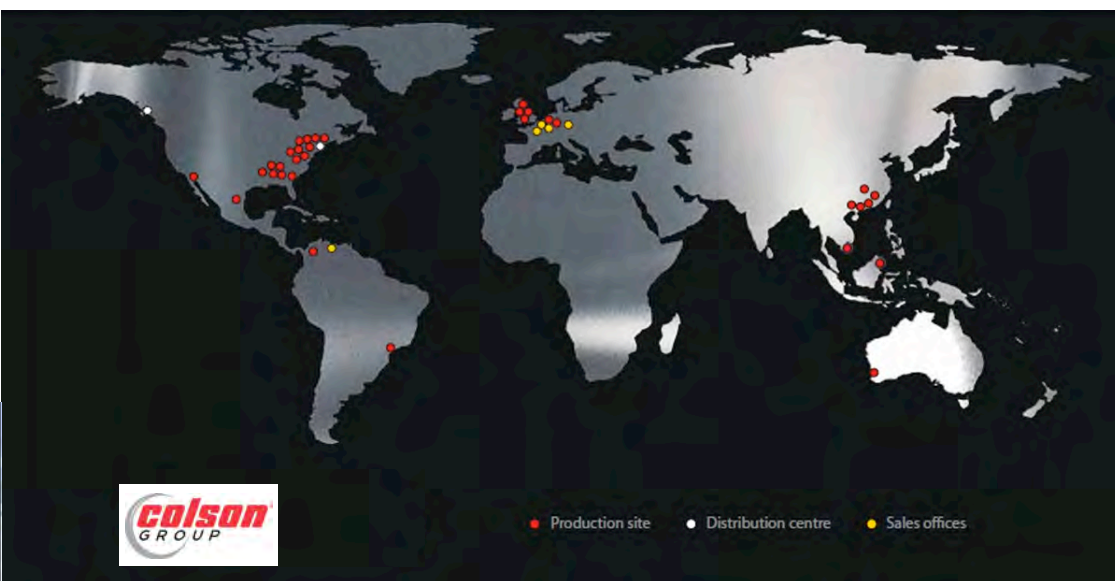 colson
GROUP
Production site
Distribution centre
Sales offices